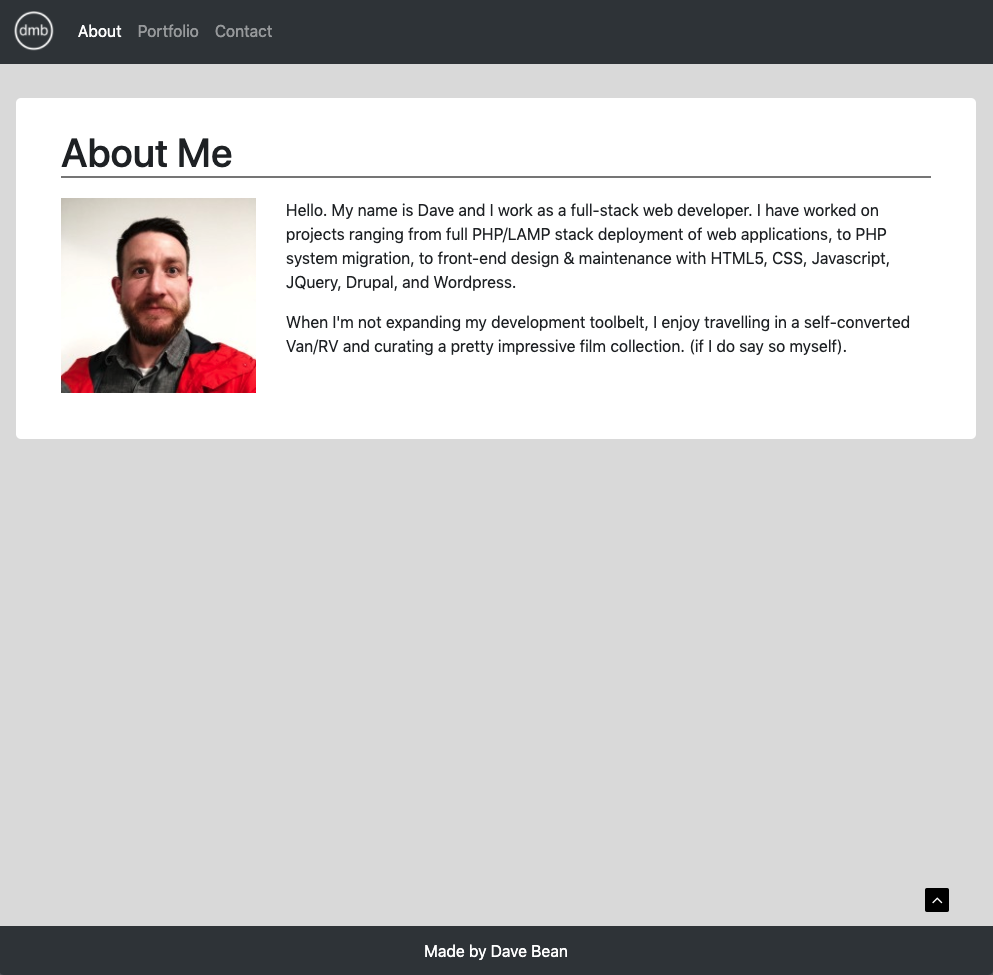 dmb
About Portfolio Contact
About Me
Hello. My name is Dave and I work as a full-stack web developer. I have worked on
projects ranging from full PHP/LAMP stack deployment of web applications, to PHP
system migration, to front-end design & maintenance with HTML5, CSS, Javascript,
JQuery, Drupal, and Wordpress.
When I'm not expanding my development toolbelt, I enjoy travelling in a self-converted
Van/RV and curating a pretty impressive film collection. (if I do say so myself).
Made by Dave Bean